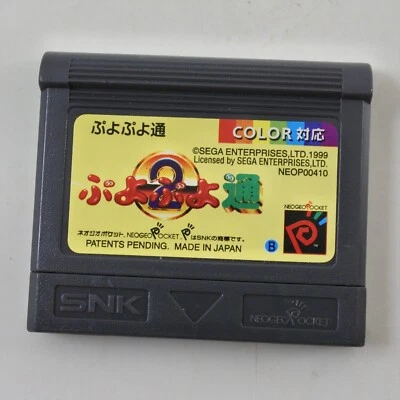 ぷよぷよ通
COLOR 対応
©SEGA ENTERPRISES,LTD.1999
Licensed by SEGA ENTERPRISES,LTD.
NEOP00410
2
ぷよぷよ通
NEOGEO POCKET
ネオジオポケット、NEOGEO POCKET、PはSNKの商標です。
PATENTS PENDING. MADE IN JAPAN
B
SNK
NEOGEO POCKET